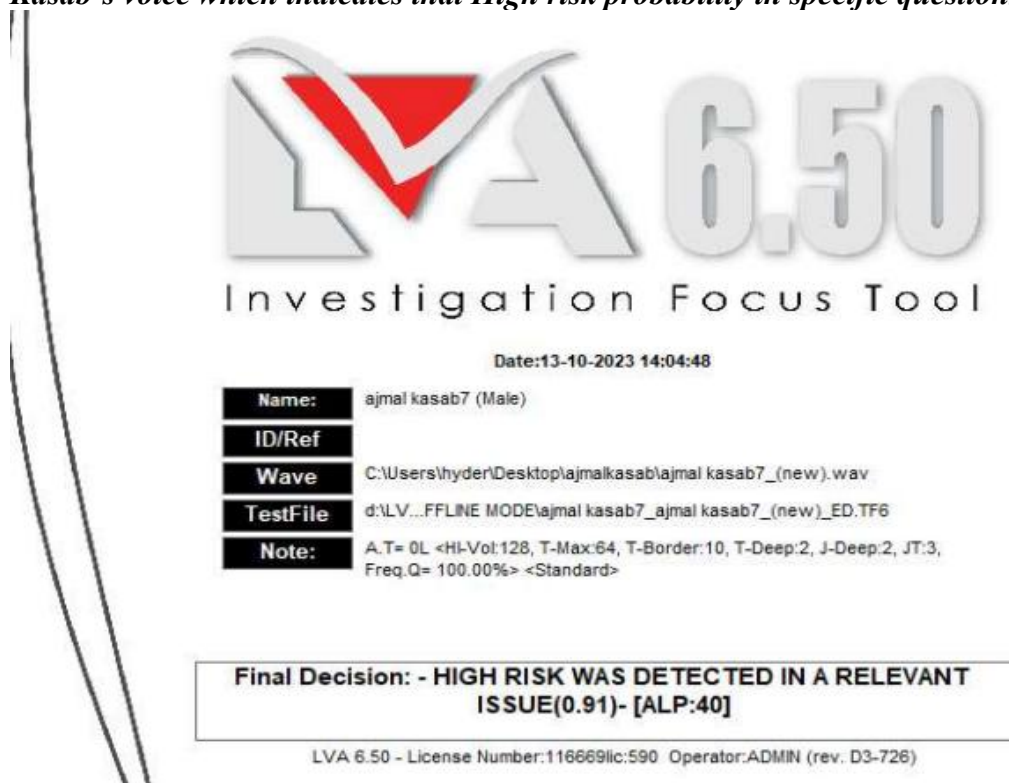 Kasab's voice which indicates that High risk probability in specific question
LVA 6.50
Investigation Focus Tool
Date:13-10-2023 14:04:48
Name: ajmal kasab7 (Male)
ID/Ref
Wave C:\Users\hyder\Desktop\ajmalkasab\ajmal kasab7_(new).wav
TestFile d:\LV...FFLINE MODE\ajmal kasab7_ajmal kasab7_(new)_ED.TF6
Note: A.T= 0L <HI-Vol:128, T-Max:64, T-Border:10, T-Deep:2, J-Deep:2, JT:3,
Freq.Q= 100.00%> <Standard>
Final Decision: - HIGH RISK WAS DETECTED IN A RELEVANT
ISSUE(0.91)- [ALP:40]
LVA 6.50 - License Number:116669lic:590 Operator:ADMIN (rev. D3-726)